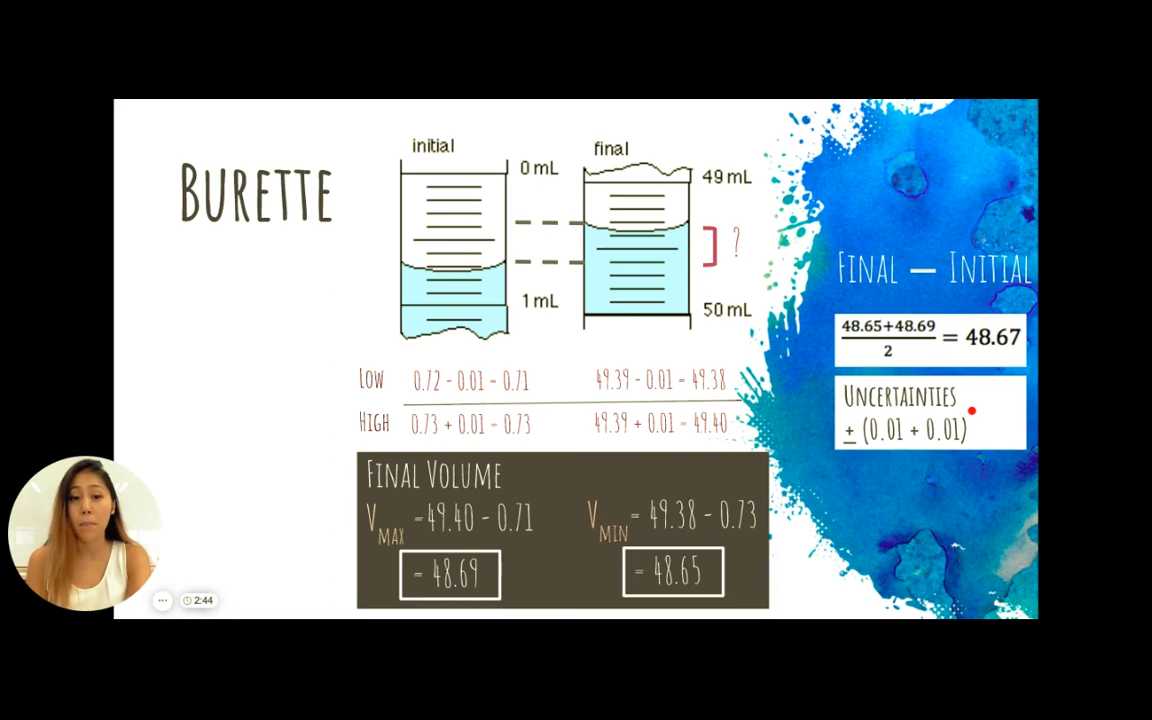 BURETTE
initial
final
0 mL
49 mL
?
1 mL
50 mL
LOW
0.72 - 0.01 = 0.71
49.39 - 0.01 = 49.38
HIGH
0.73 + 0.01 = 0.73
49.39 + 0.01 = 49.40
FINAL VOLUME
VMAX = 49.40 - 0.71
= 48.69
VMIN = 49.38 - 0.73
= 48.65
FINAL — INITIAL
48.65+48.69
2
= 48.67
UNCERTAINTIES
± (0.01 + 0.01)
2:44